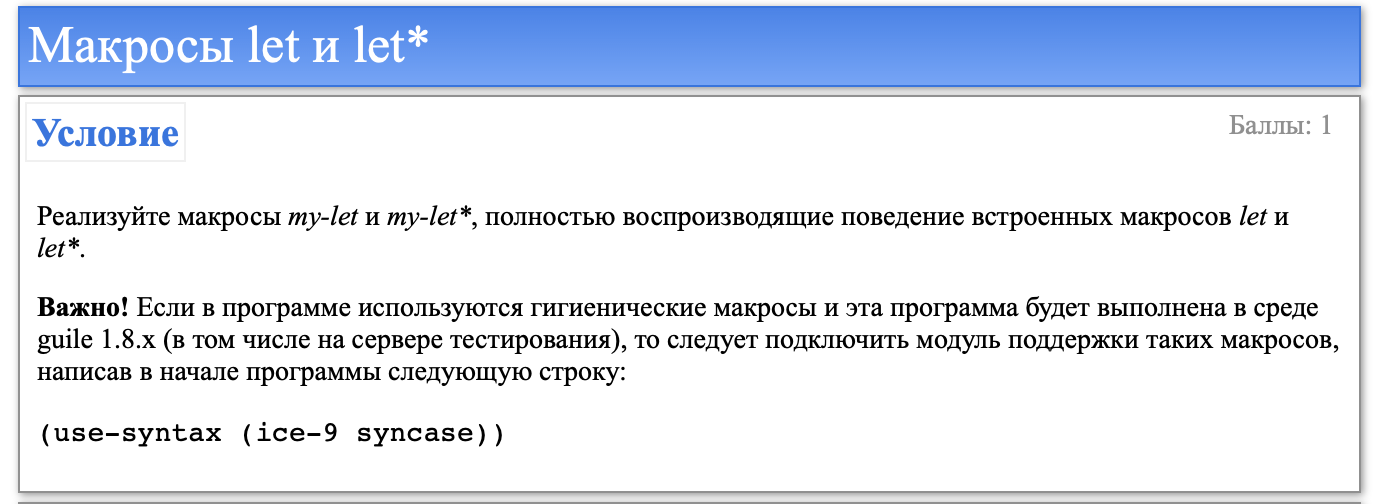 Макросы let и let*
Условие
Баллы: 1
Реализуйте макросы my-let и my-let*, полностью воспроизводящие поведение встроенных макросов let и
let*.
Важно! Если в программе используются гигиенические макросы и эта программа будет выполнена в среде
guile 1.8.x (в том числе на сервере тестирования), то следует подключить модуль поддержки таких макросов,
написав в начале программы следующую строку:
(use-syntax (ice-9 syncase))